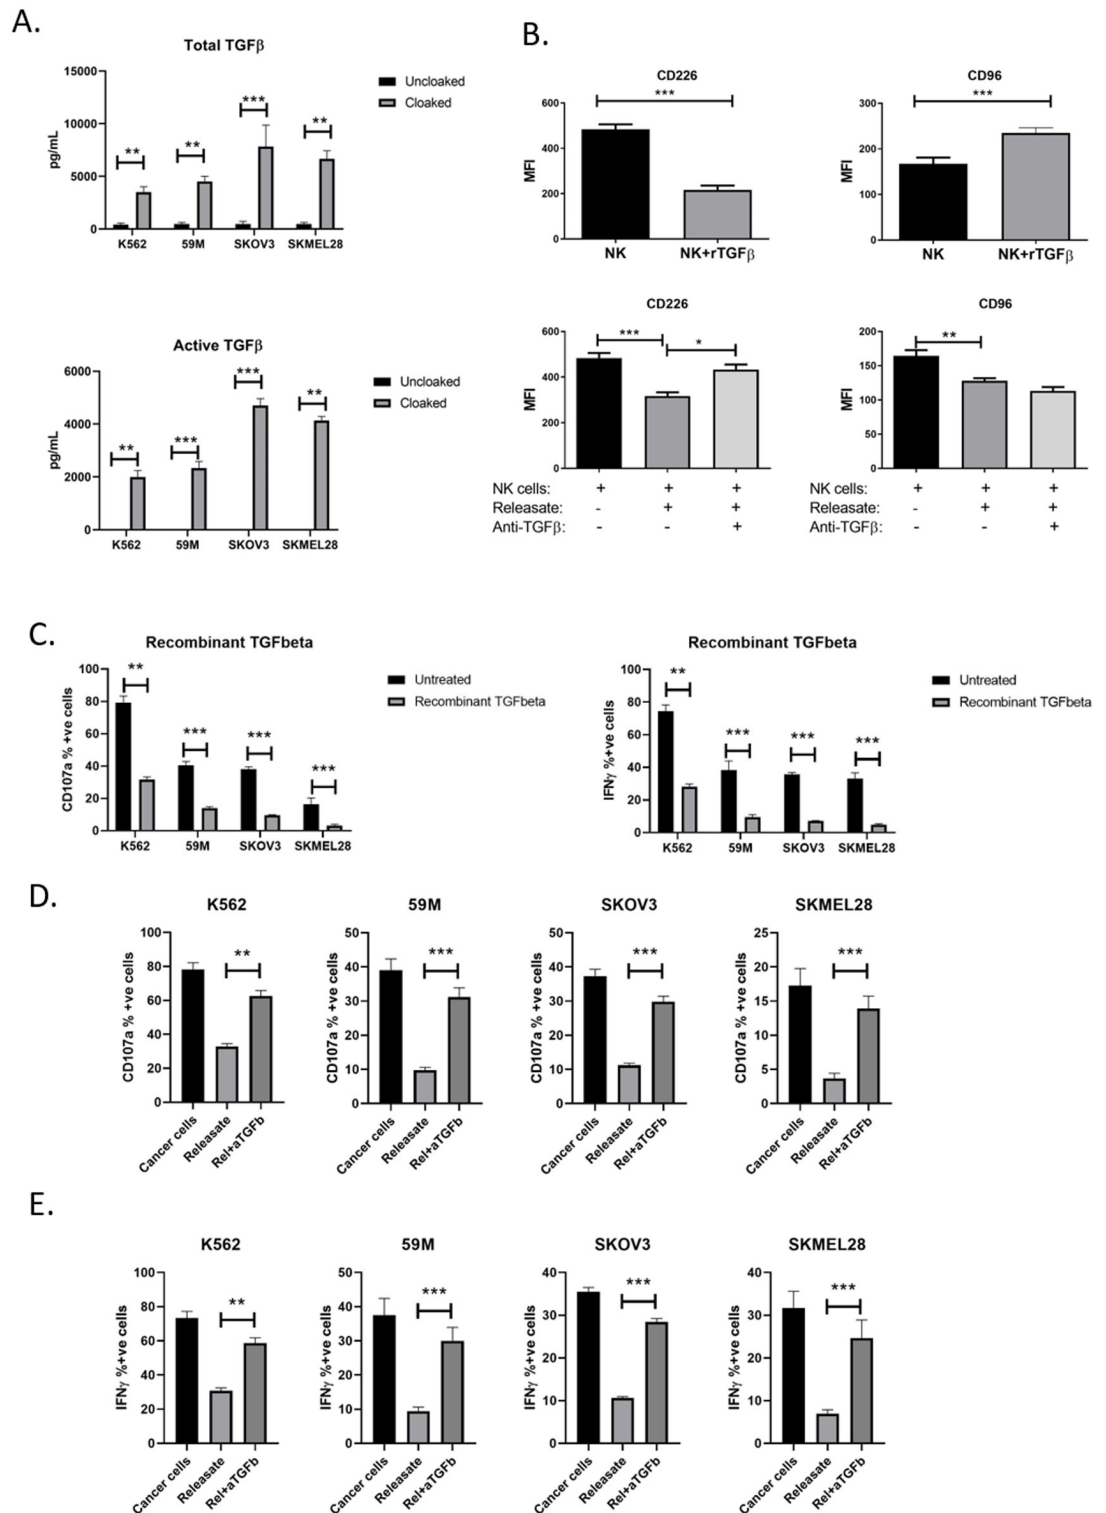 A.
Total TGFβ
15000
10000
5000
0
pg/mL
** ** *** **
K562 59M SKOV3 SKMEL28
Uncloaked
Cloaked
Active TGFβ
6000
4000
2000
0
pg/mL
** *** *** **
K562 59M SKOV3 SKMEL28
Uncloaked
Cloaked
B.
CD226
***
600
400
200
0
MFI
NK NK+rTGFβ
CD96
***
300
200
100
0
MFI
NK NK+rTGFβ
CD226
600
400
200
0
MFI
*** *
NK cells: + + +
Releasate: - + +
Anti-TGFβ: - - +
CD96
200
150
100
50
0
MFI
**
NK cells: + + +
Releasate: - + +
Anti-TGFβ: - - +
C.
Recombinant TGFbeta
100
80
60
40
20
0
CD107a % +ve cells
** *** *** ***
K562 59M SKOV3 SKMEL28
Untreated
Recombinant TGFbeta
Recombinant TGFbeta
100
80
60
40
20
0
IFNγ %+ve cells
** *** *** ***
K562 59M SKOV3 SKMEL28
Untreated
Recombinant TGFbeta
D.
K562
100
80
60
40
20
0
CD107a % +ve cells
**
Cancer cells
Releasate
Rel+aTGFb
59M
50
40
30
20
10
0
CD107a % +ve cells
***
Cancer cells
Releasate
Rel+aTGFb
SKOV3
50
40
30
20
10
0
CD107a % +ve cells
***
Cancer cells
Releasate
Rel+aTGFb
SKMEL28
25
20
15
10
5
0
CD107a % +ve cells
***
Cancer cells
Releasate
Rel+aTGFb
E.
K562
100
80
60
40
20
0
IFNγ %+ve cells
**
Cancer cells
Releasate
Rel+aTGFb
59M
50
40
30
20
10
0
IFNγ %+ve cells
***
Cancer cells
Releasate
Rel+aTGFb
SKOV3
40
30
20
10
0
IFNγ %+ve cells
***
Cancer cells
Releasate
Rel+aTGFb
SKMEL28
40
30
20
10
0
IFNγ %+ve cells
***
Cancer cells
Releasate
Rel+aTGFb